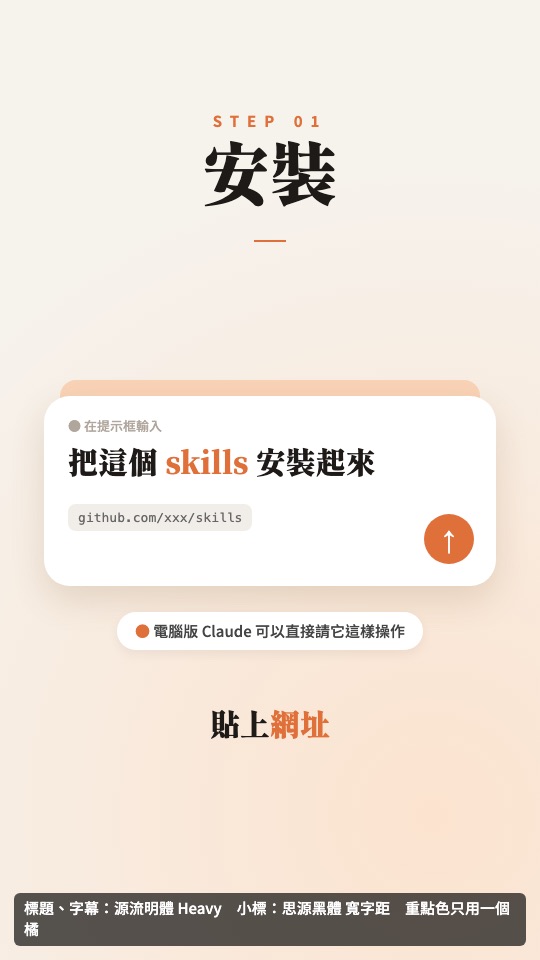 STEP 01
安裝
在提示框輸入
把這個 skills 安裝起來
github.com/xxx/skills
↑
電腦版 Claude 可以直接請它這樣操作
貼上網址
標題、字幕：源流明體 Heavy　小標：思源黑體 寬字距　重點色只用一個
橘